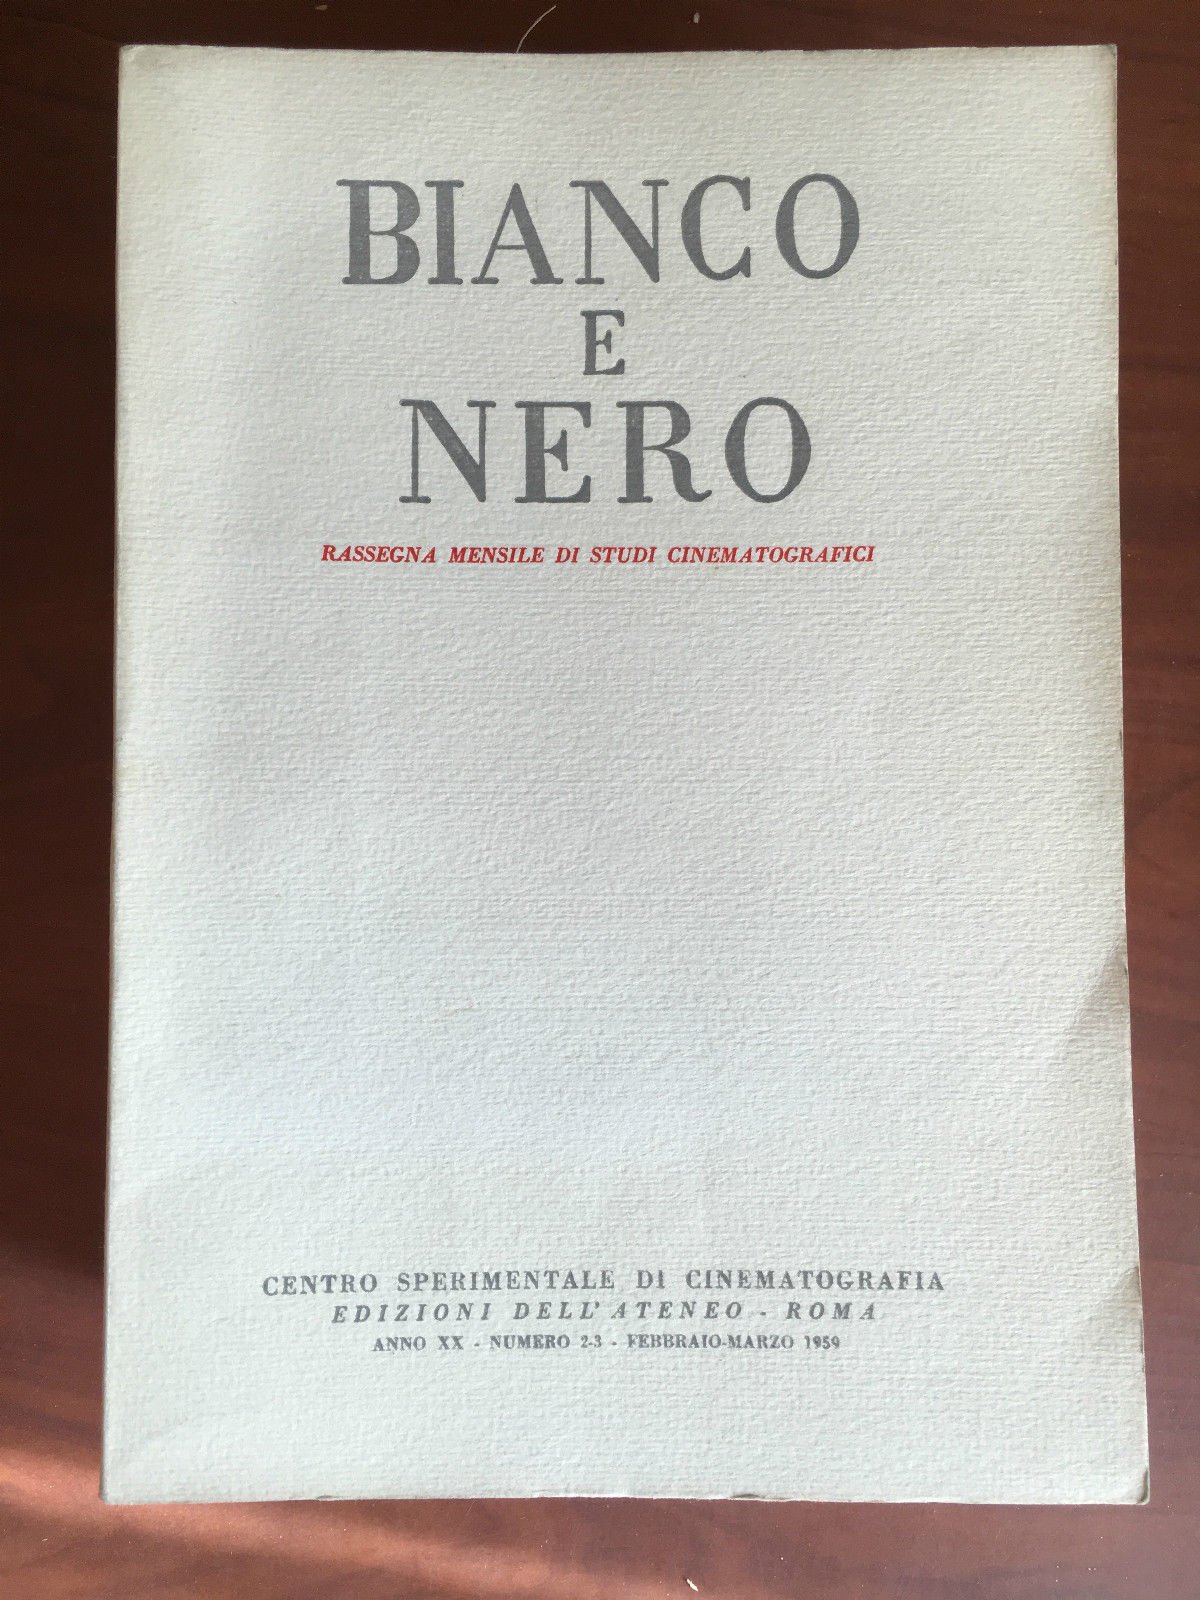 BIANCO
E
NERO
RASSEGNA MENSILE DI STUDI CINEMATOGRAFICI
CENTRO SPERIMENTALE DI CINEMATOGRAFIA
EDIZIONI DELL'ATENEO - ROMA
ANNO XX - NUMERO 2-3 - FEBBRAIO-MARZO 1959